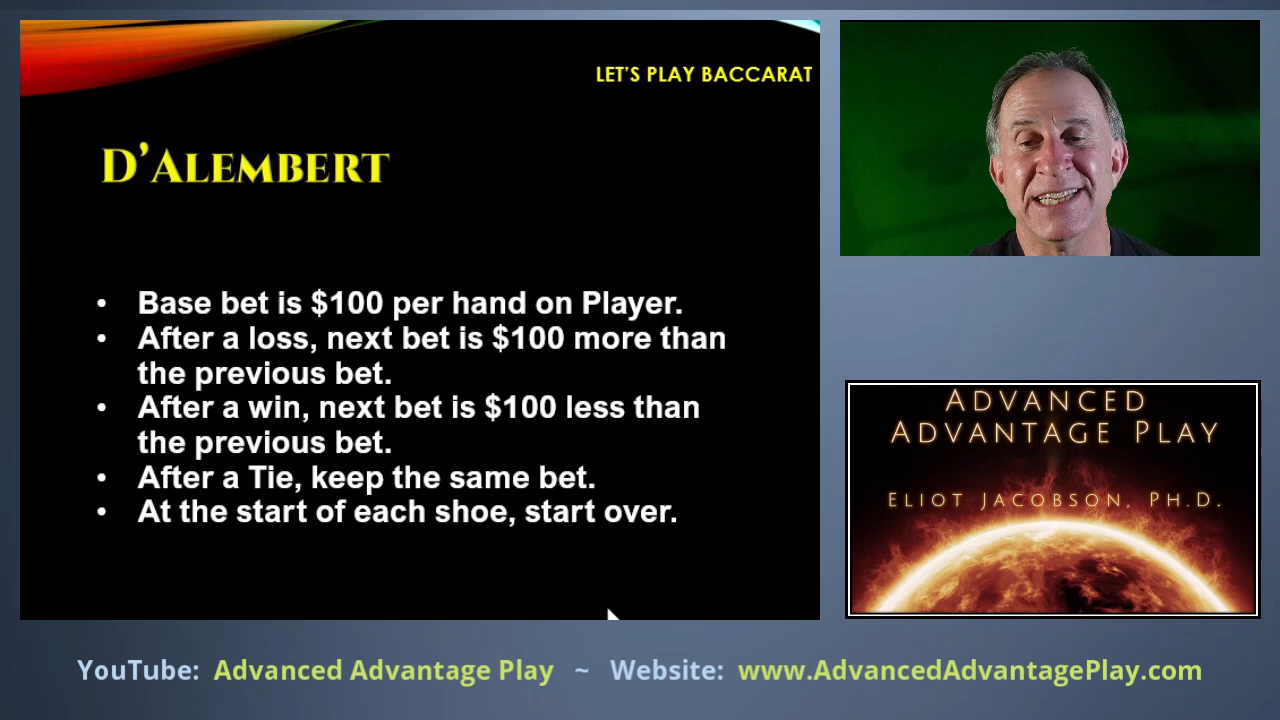 LET'S PLAY BACCARAT
D'ALEMBERT
• Base bet is $100 per hand on Player.
• After a loss, next bet is $100 more than
the previous bet.
• After a win, next bet is $100 less than
the previous bet.
• After a Tie, keep the same bet.
• At the start of each shoe, start over.
ADVANCED
ADVANTAGE PLAY
ELIOT JACOBSON, PH.D.
YouTube: Advanced Advantage Play ~ Website: www.AdvancedAdvantagePlay.com